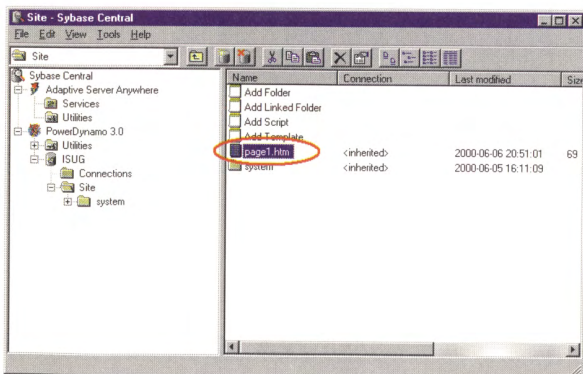 Site - Sybase Central
File Edit View Tools Help
Site
Sybase Central
Adaptive Server Anywhere
Services
Utilities
PowerDynamo 3.0
Utilities
ISUG
Connections
Site
system
Name Connection Last modified Size
Add Folder
Add Linked Folder
Add Script
Add Template
page1.htm <inherited> 2000-06-06 20:51:01 69
system <inherited> 2000-06-05 16:11:09